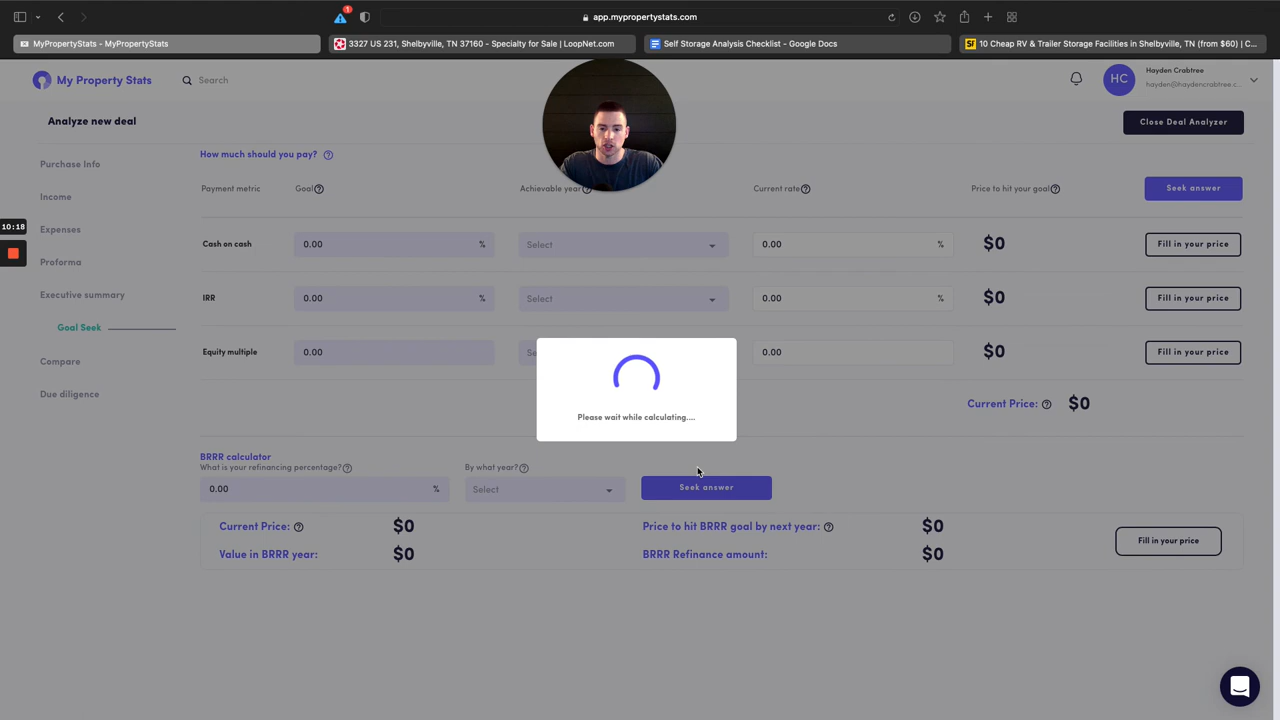 1
app.mypropertystats.com
MyPropertyStats - MyPropertyStats
3327 US 231, Shelbyville, TN 37160 - Specialty for Sale | LoopNet.com
Self Storage Analysis Checklist - Google Docs
SF
10 Cheap RV & Trailer Storage Facilities in Shelbyville, TN (from $60) | C...
My Property Stats
Search
HC
Hayden Crabtree
hayden@haydencrabtree.c...
Analyze new deal
Close Deal Analyzer
Purchase Info
Income
Expenses
Proforma
Executive summary
Goal Seek
Compare
Due diligence
10:18
How much should you pay? ?
Payment metric
Goal ?
Achievable year ?
Current rate ?
Price to hit your goal ?
Seek answer
Cash on cash
0.00 %
Select
0.00 %
$0
Fill in your price
IRR
0.00 %
Select
0.00 %
$0
Fill in your price
Equity multiple
0.00
Se
0.00
$0
Fill in your price
Please wait while calculating....
Current Price: ? $0
BRRR calculator
What is your refinancing percentage? ?
By what year? ?
0.00 %
Select
Seek answer
Current Price: ? $0
Price to hit BRRR goal by next year: ? $0
Value in BRRR year: $0
BRRR Refinance amount: $0
Fill in your price